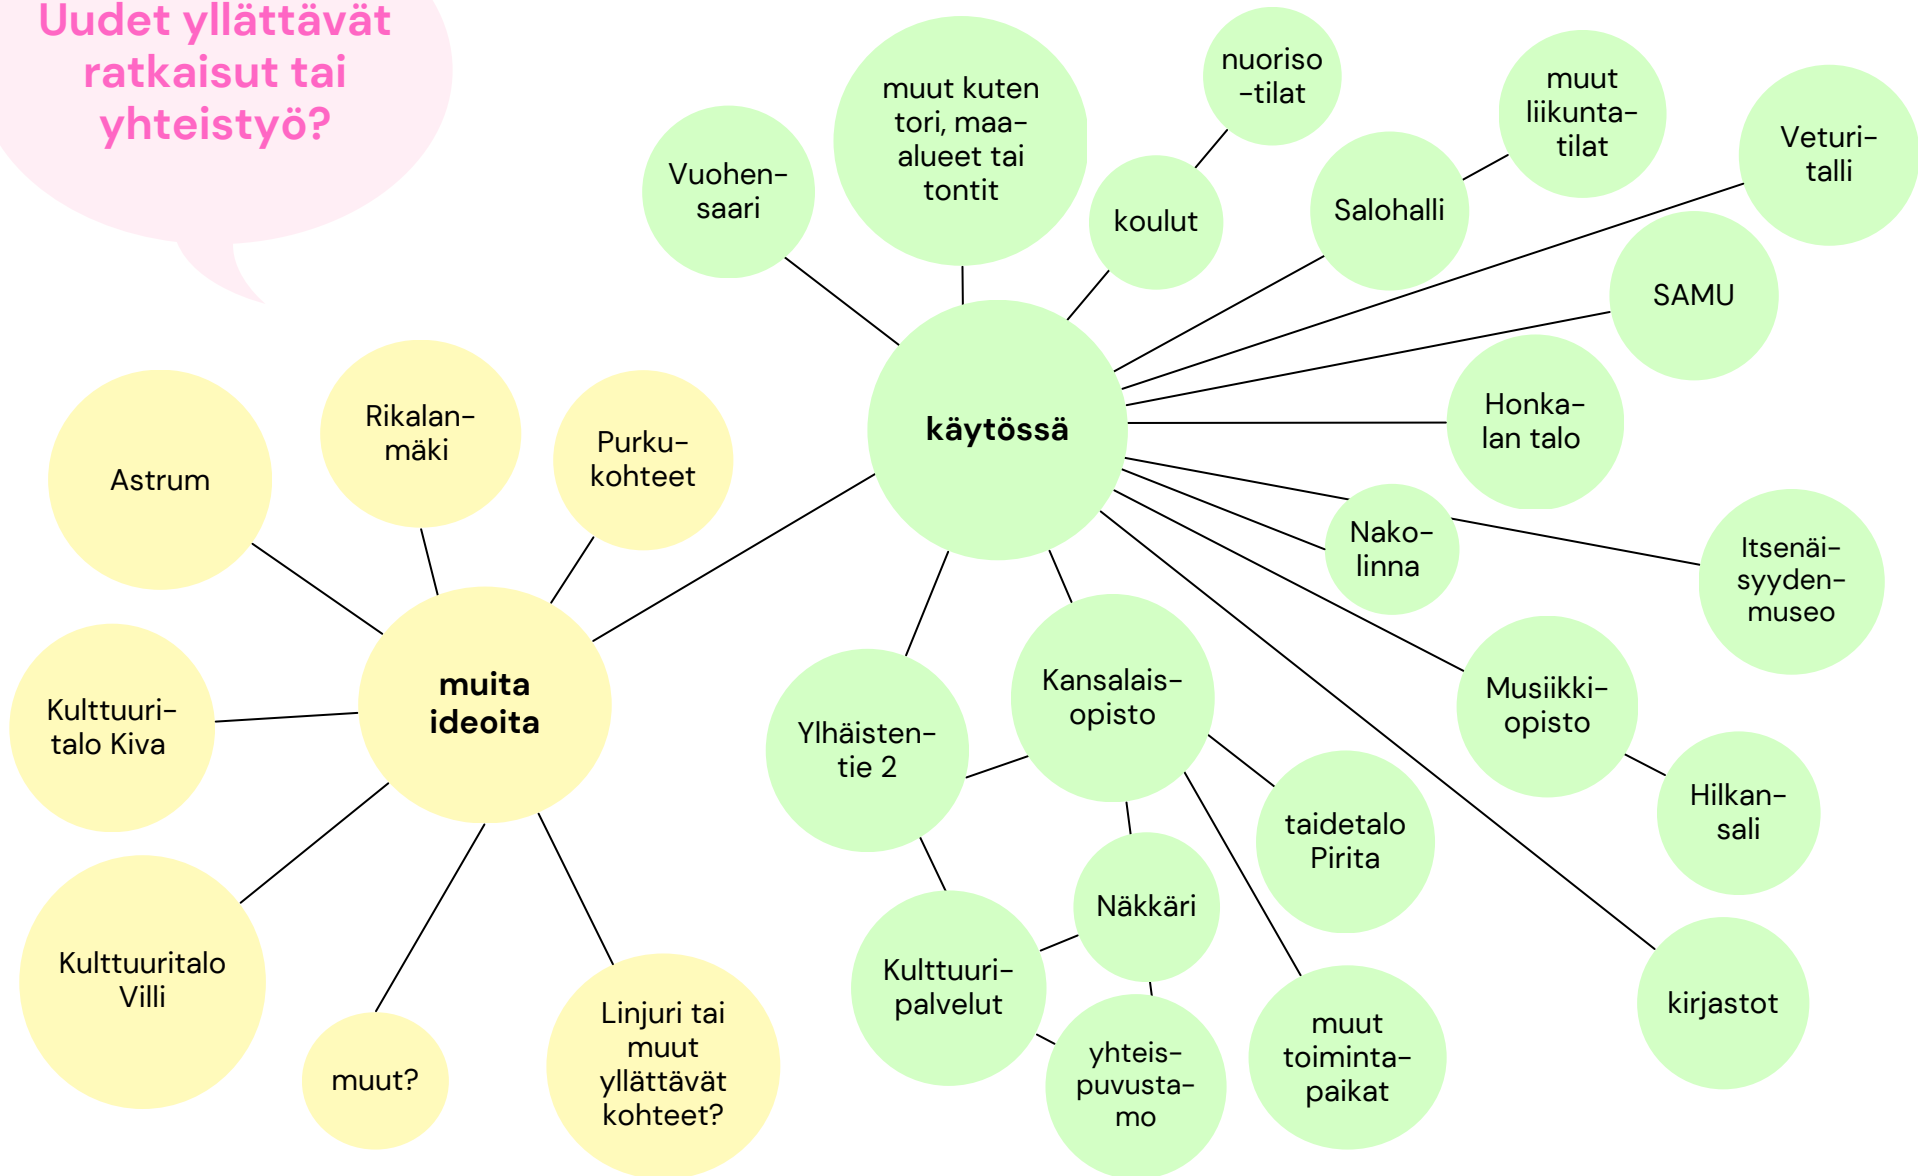 Uudet yllättävät
ratkaisut tai
yhteistyö?
Vuohen-
saari
muut kuten
tori, maa-
alueet tai
tontit
nuoriso
-tilat
koulut
muut
liikunta-
tilat
Salohalli
Veturi-
talli
SAMU
Honka-
lan talo
käytössä
Nako-
linna
Itsenäi-
syyden-
museo
Musiikki-
opisto
Hilkan-
sali
kirjastot
Kansalais-
opisto
Ylhäisten-
tie 2
taidetalo
Pirita
Näkkäri
Kulttuuri-
palvelut
yhteis-
puvusta-
mo
muut
toiminta-
paikat
Astrum
Rikalan-
mäki
Purku-
kohteet
muita
ideoita
Kulttuuri-
talo Kiva
Kulttuuritalo
Villi
muut?
Linjuri tai
muut
yllättävät
kohteet?